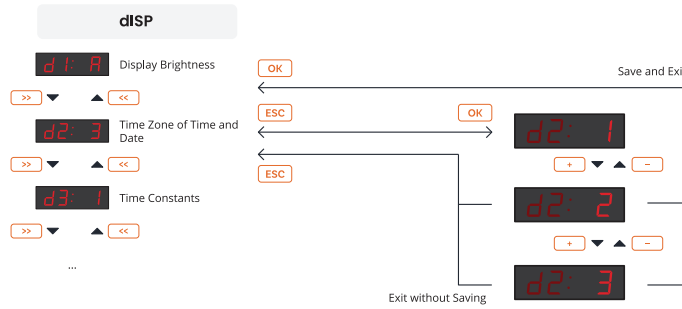 dISP
d1: A
Display Brightness
OK
Save and Exi
>>
<<
ESC
OK
d2: 3
Time Zone of Time and
Date
d2: 1
>>
<<
ESC
+
-
d3: 1
Time Constants
d2: 2
>>
<<
+
-
...
d2: 3
Exit without Saving